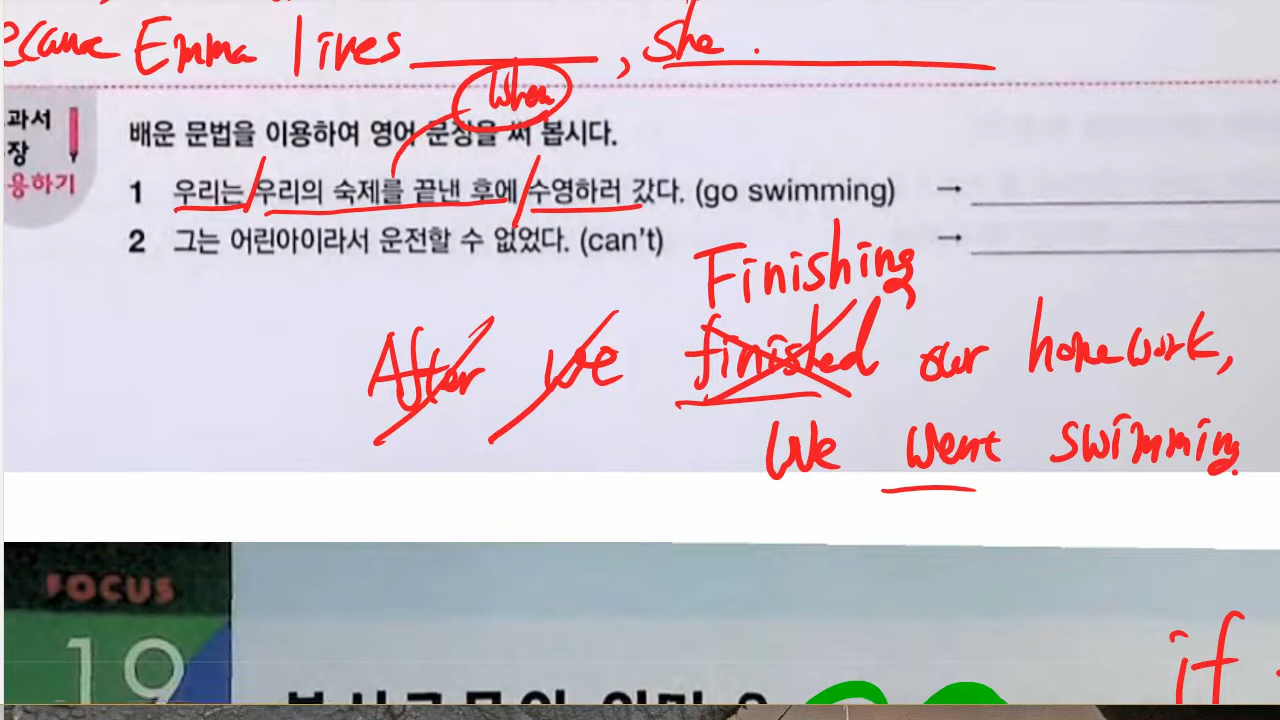 ecause Emma lives ________, she .
when
과서
장
용하기
배운 문법을 이용하여 영어 문장을 써 봅시다.
1 우리는/우리의 숙제를 끝낸 후에/수영하러 갔다. (go swimming) →
2 그는 어린아이라서 운전할 수 없었다. (can't) →
Finishing
After we finished our homework,
We went swimming.
FOCUS
19
if